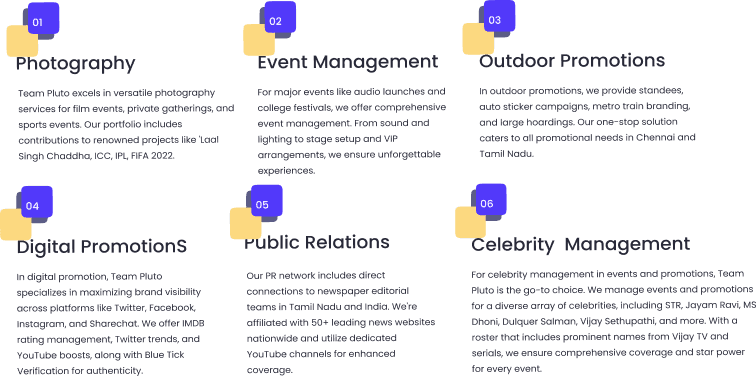 01
Photography
Team Pluto excels in versatile photography
services for film events, private gatherings, and
sports events. Our portfolio includes
contributions to renowned projects like 'Laal
Singh Chaddha, ICC, IPL, FIFA 2022.
02
Event Management
For major events like audio launches and
college festivals, we offer comprehensive
event management. From sound and
lighting to stage setup and VIP
arrangements, we ensure unforgettable
experiences.
03
Outdoor Promotions
In outdoor promotions, we provide standees,
auto sticker campaigns, metro train branding,
and large hoardings. Our one-stop solution
caters to all promotional needs in Chennai and
Tamil Nadu.
04
Digital PromotionS
In digital promotion, Team Pluto
specializes in maximizing brand visibility
across platforms like Twitter, Facebook,
Instagram, and Sharechat. We offer IMDB
rating management, Twitter trends, and
YouTube boosts, along with Blue Tick
Verification for authenticity.
05
Public Relations
Our PR network includes direct
connections to newspaper editorial
teams in Tamil Nadu and India. We're
affiliated with 50+ leading news websites
nationwide and utilize dedicated
YouTube channels for enhanced
coverage.
06
Celebrity Management
For celebrity management in events and promotions, Team
Pluto is the go-to choice. We manage events and promotions
for a diverse array of celebrities, including STR, Jayam Ravi, MS
Dhoni, Dulquer Salman, Vijay Sethupathi, and more. With a
roster that includes prominent names from Vijay TV and
serials, we ensure comprehensive coverage and star power
for every event.